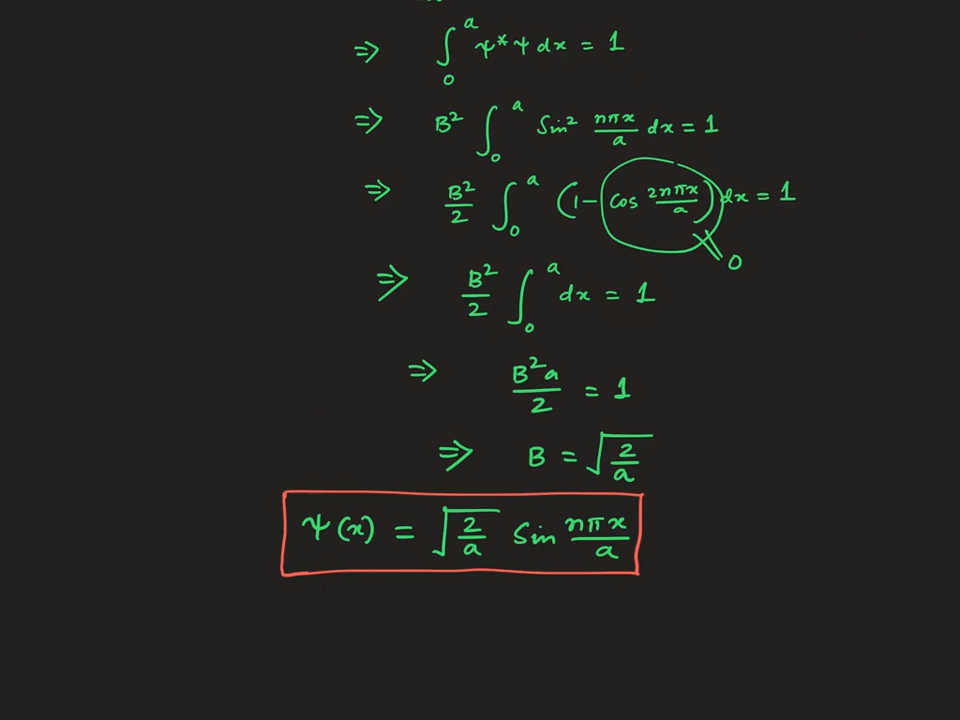 ⇒ ∫₀ᵃ ψ* ψ dx = 1
⇒ B² ∫₀ᵃ Sin² nπx/a dx = 1
⇒ B²/2 ∫₀ᵃ (1 - Cos 2nπx/a) dx = 1
0
⇒ B²/2 ∫₀ᵃ dx = 1
⇒ B²a/2 = 1
⇒ B = √(2/a)
ψ(x) = √(2/a) Sin nπx/a